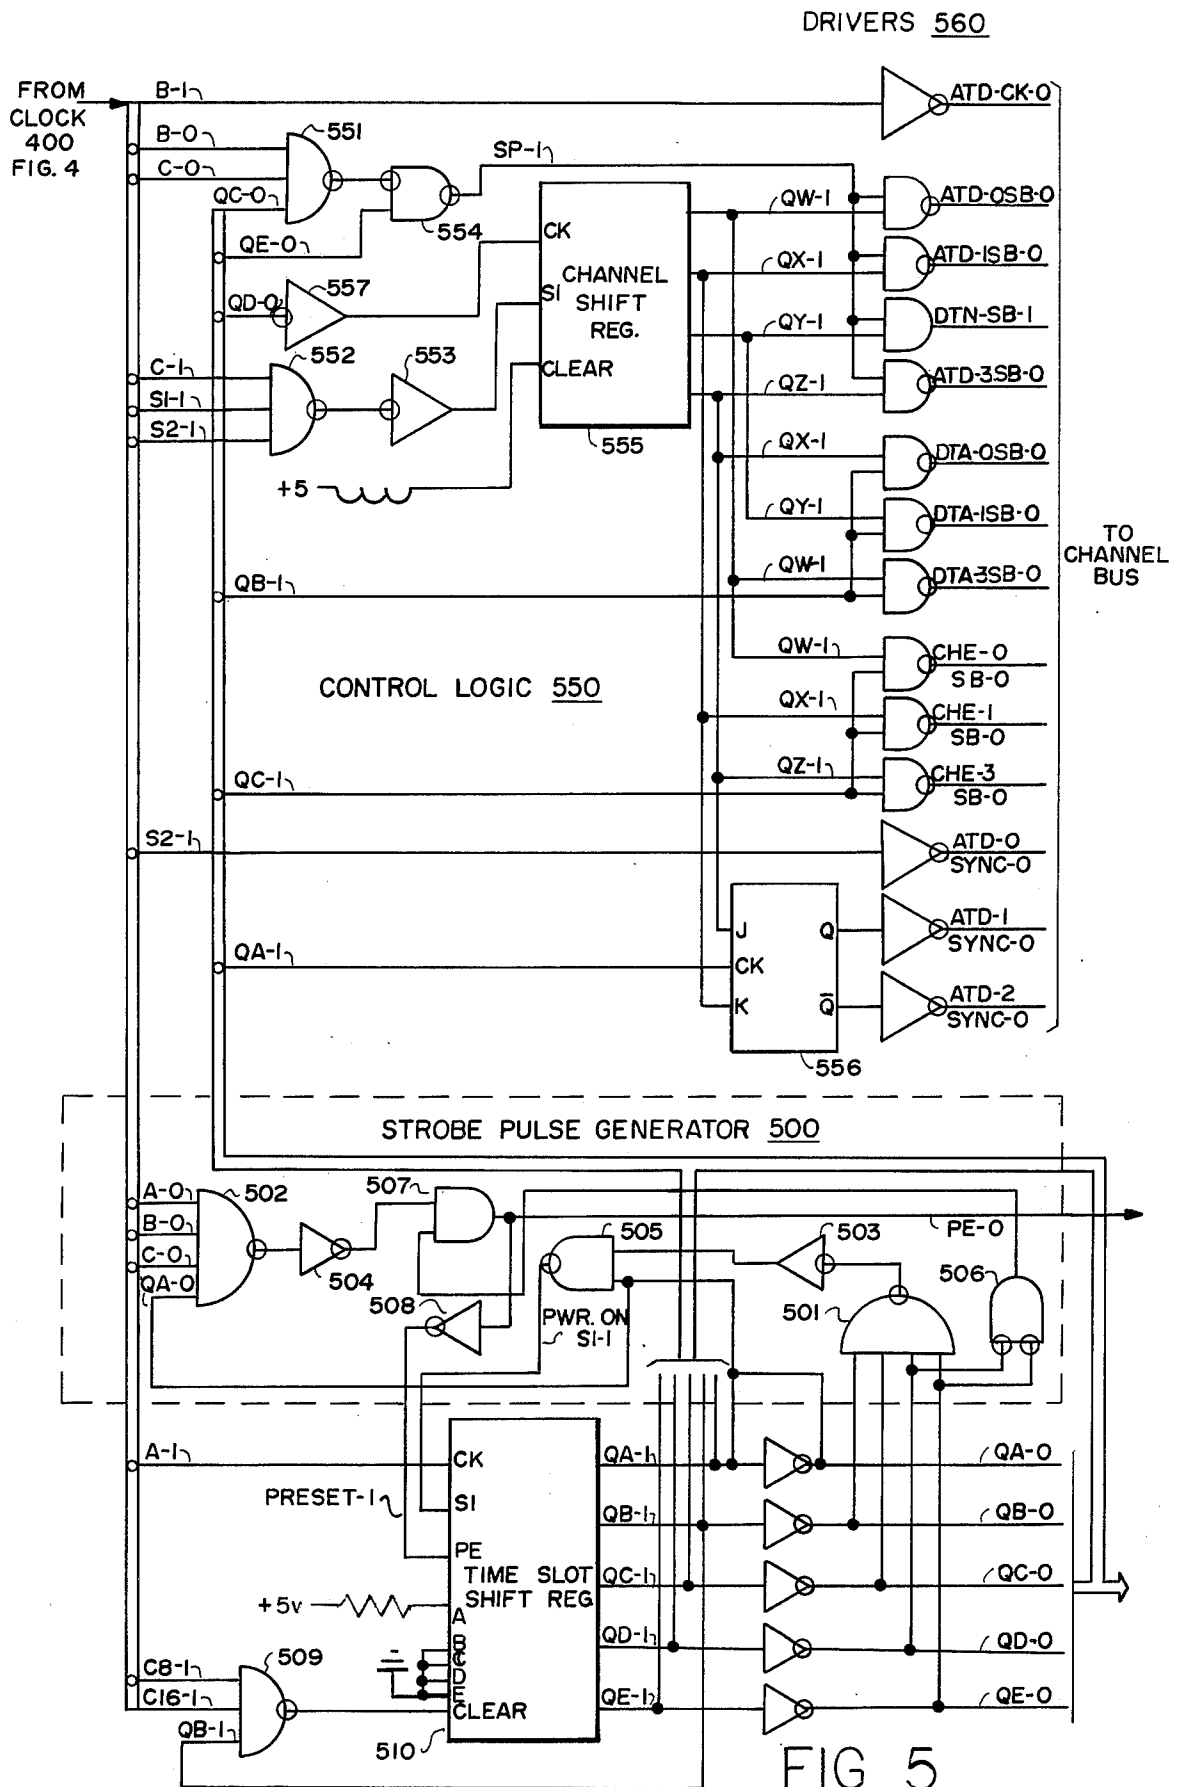 DRIVERS 560
FROM
CLOCK
400
FIG. 4
B-1
ATD-CK-0
B-0
551
C-0
SP-1
QC-0
554
QW-1
ATD-0SB-0
QE-0
CK
QX-1
ATD-1SB-0
557
QD-0
CHANNEL
SHIFT
REG.
SI
QY-1
DTN-SB-1
552
553
C-1
CLEAR
QZ-1
ATD-3SB-0
S1-1
S2-1
555
QX-1
DTA-0SB-0
+5
QY-1
DTA-1SB-0
TO
CHANNEL
BUS
QW-1
DTA-3SB-0
QB-1
QW-1
CHE-0
SB-0
CONTROL LOGIC 550
QX-1
CHE-1
SB-0
QZ-1
CHE-3
SB-0
QC-1
S2-1
ATD-0
SYNC-0
J
Q
ATD-1
SYNC-0
QA-1
CK
K
Q̅
ATD-2
SYNC-0
556
STROBE PULSE GENERATOR 500
A-0
502
507
B-0
505
503
PE-0
C-0
504
506
QA-0
508
501
PWR. ON
S1-1
A-1
CK
QA-1
QA-0
PRESET-1
SI
QB-1
QB-0
PE
TIME SLOT
SHIFT REG
QC-1
QC-0
+5v
A
B
C
D
E
QD-1
QD-0
509
C8-1
C16-1
CLEAR
QE-1
QE-0
QB-1
510
FIG 5